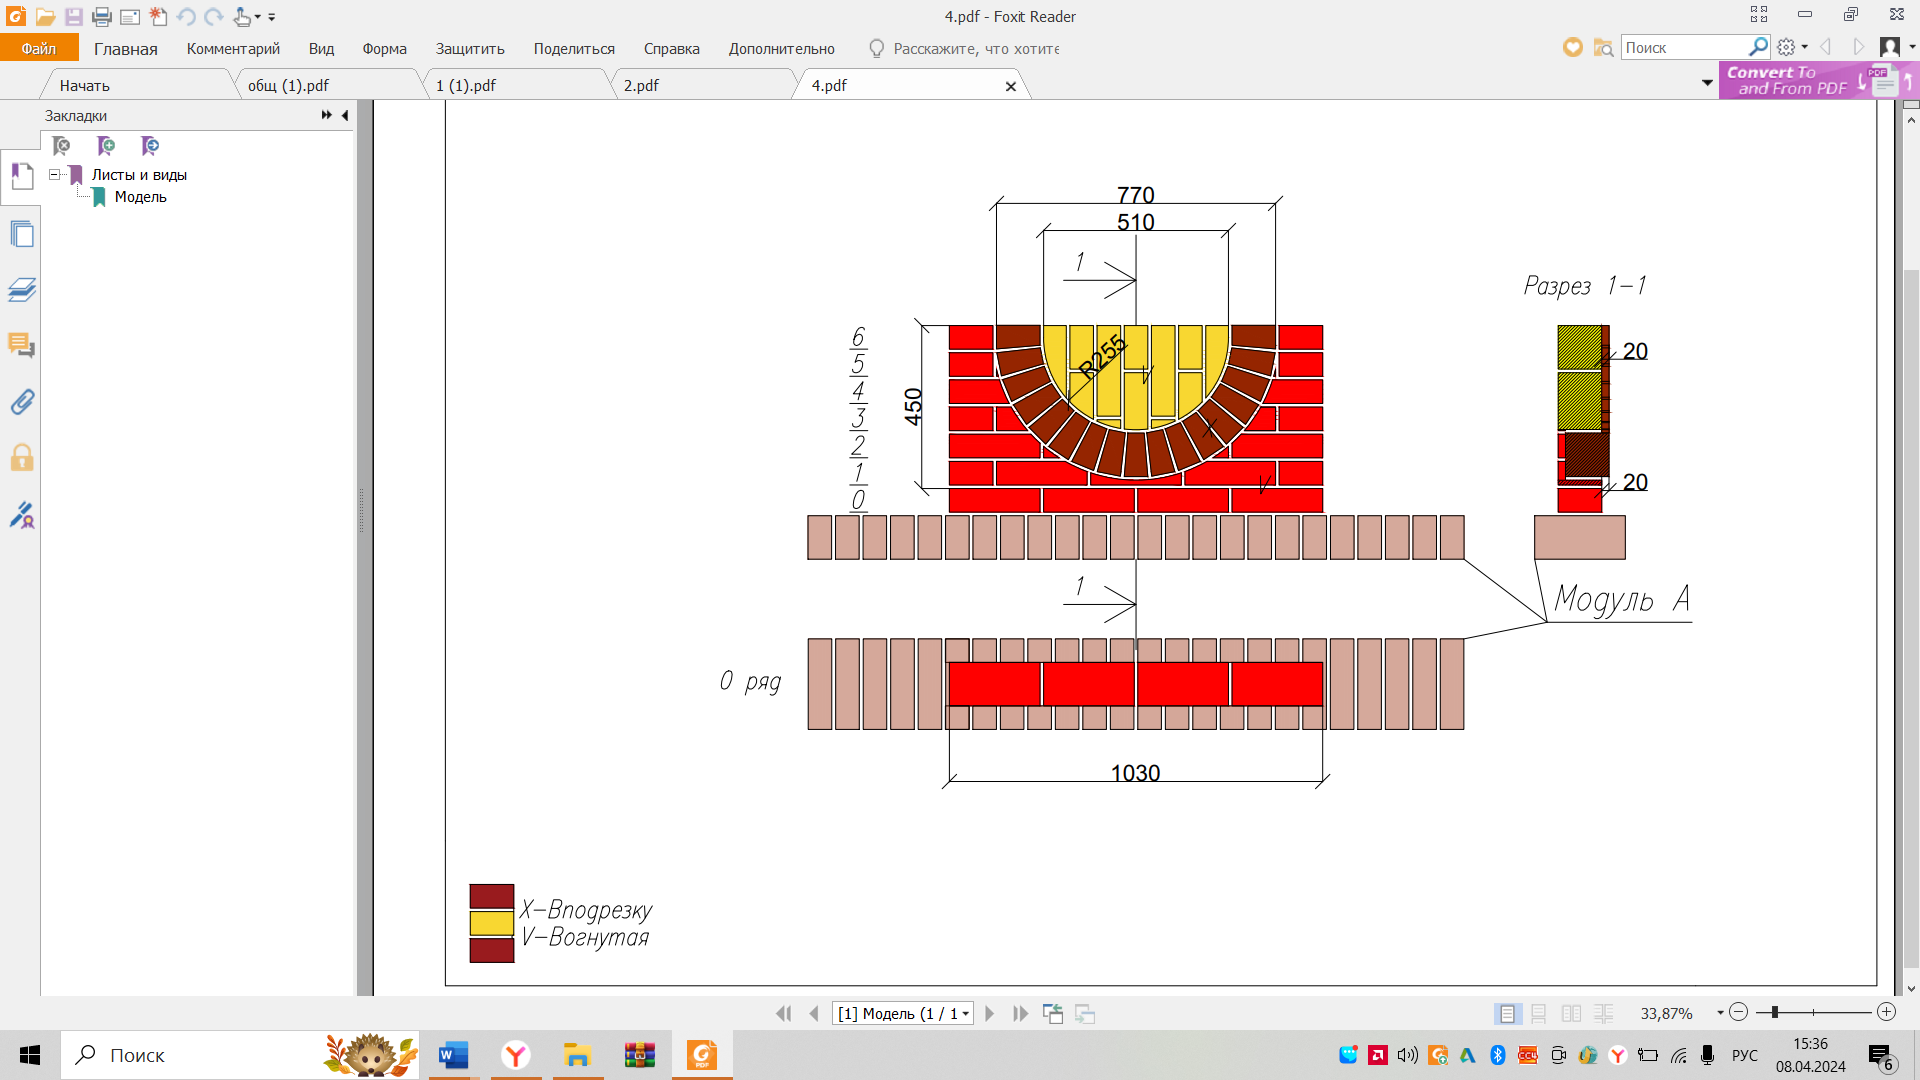 4.pdf - Foxit Reader
Файл Главная Комментарий Вид Форма Защитить Поделиться Справка Дополнительно Расскажите, что хотите Поиск
Начать общ (1).pdf 1 (1).pdf 2.pdf 4.pdf
Convert To
and From PDF
PDF
Закладки
Листы и виды
Модель
770
510
1
Разрез 1-1
6
5
4
3
2
1
0
450
R255
V
X
V
20
20
1
Модуль А
0 ряд
1030
X-Вподрезку
V-Вогнутая
[1] Модель (1 / 1
33,87%
Поиск
РУС
15:36
08.04.2024
6